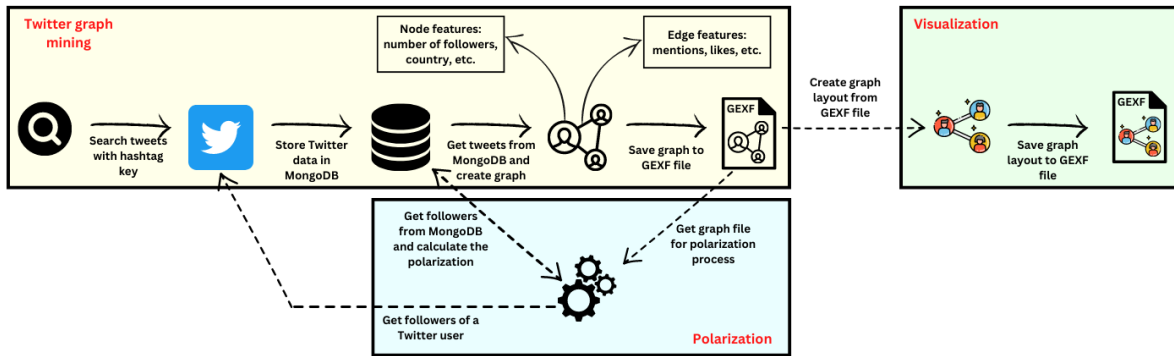 Twitter graph
mining
Node features:
number of followers,
country, etc.
Edge features:
mentions, likes, etc.
Search tweets
with hashtag
key
Store Twitter
data in
MongoDB
Get tweets from
MongoDB and
create graph
Save graph to
GEXF file
GEXF
Create graph
layout from
GEXF file
Visualization
Save graph
layout to GEXF
file
GEXF
Get followers
from MongoDB
and calculate the
polarization
Get graph file
for polarization
process
Get followers of a
Twitter user
Polarization